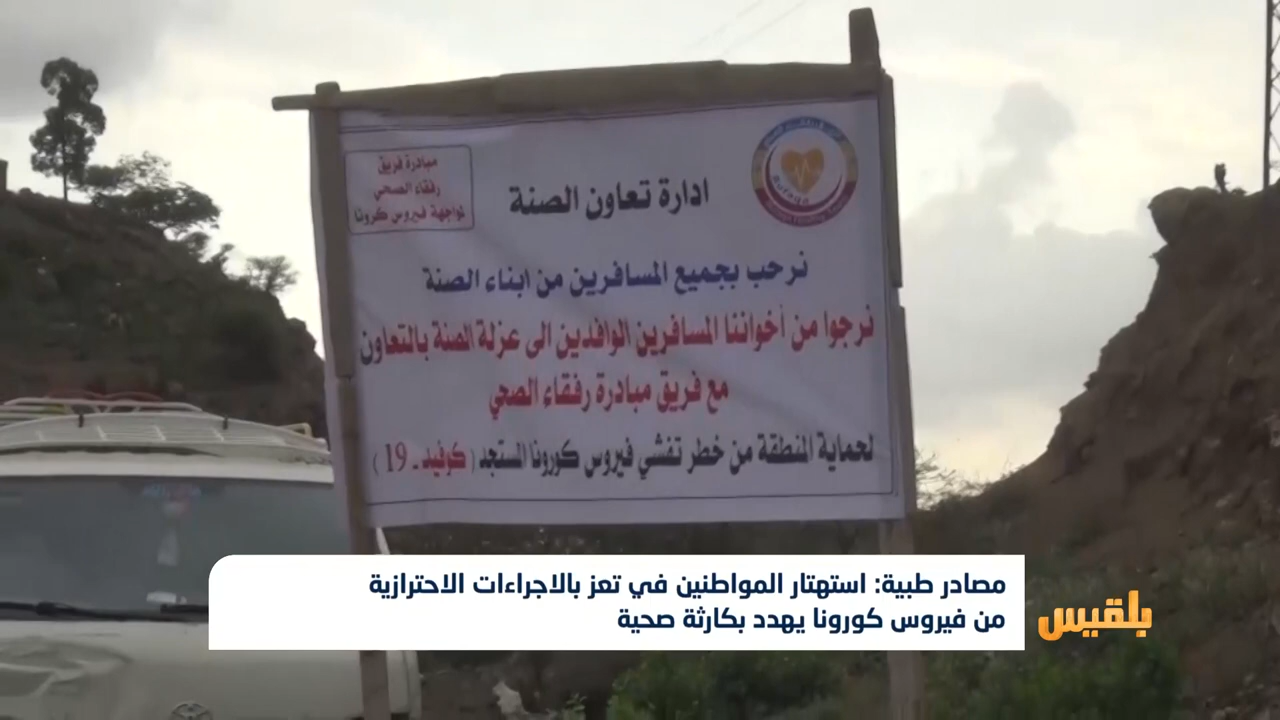 مبادرة فريق
رفقاء الصحي
لمواجهة فيروس كرونا
ادارة تعاون الصنة
Rufaqa
نرحب بجميع المسافرين من ابناء الصنة
نرجوا من أخواننا المسافرين الوافدين الى عزلة الصنة بالتعاون
مع فريق مبادرة رفقاء الصحي
لحماية المنطقة من خطر تفشي فيروس كورونا المستجد ( كوفيد ـ 19 )
مصادر طبية: استهتار المواطنين في تعز بالاجراءات الاحترازية
من فيروس كورونا يهدد بكارثة صحية
بلقيس